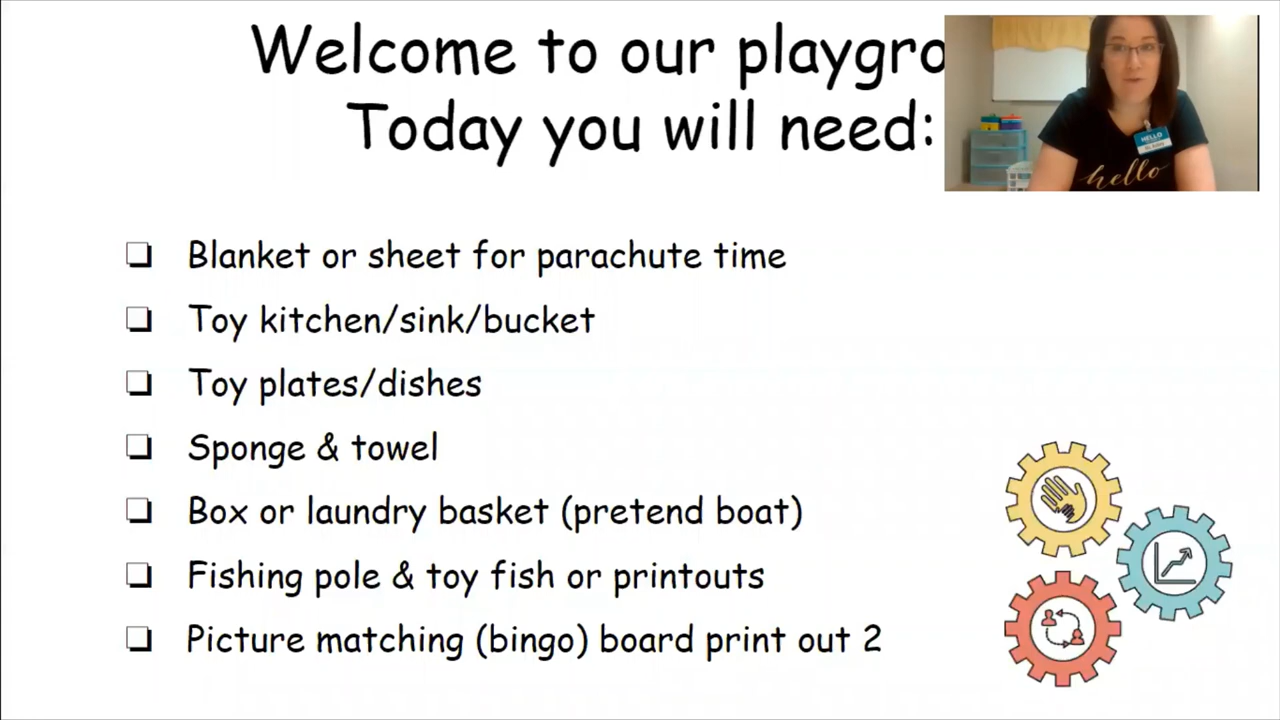 Welcome to our playgro
Today you will need:
HELLO
hello
❏ Blanket or sheet for parachute time
❏ Toy kitchen/sink/bucket
❏ Toy plates/dishes
❏ Sponge & towel
❏ Box or laundry basket (pretend boat)
❏ Fishing pole & toy fish or printouts
❏ Picture matching (bingo) board print out 2